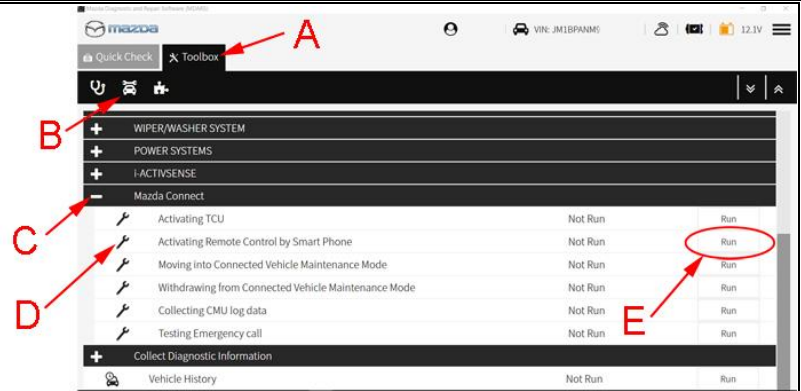 Mazda Diagnostic and Repair Software (MDARS)
mazda VIN: JM1BPANM 12.1V
A
Quick Check Toolbox
B
WIPER/WASHER SYSTEM
POWER SYSTEMS
i-ACTIVSENSE
C Mazda Connect
Activating TCU Not Run Run
D Activating Remote Control by Smart Phone Not Run Run
Moving into Connected Vehicle Maintenance Mode Not Run Run
Withdrawing from Connected Vehicle Maintenance Mode Not Run Run
E
Collecting CMU log data Not Run Run
Testing Emergency call Not Run Run
Collect Diagnostic Information
Vehicle History Not Run Run